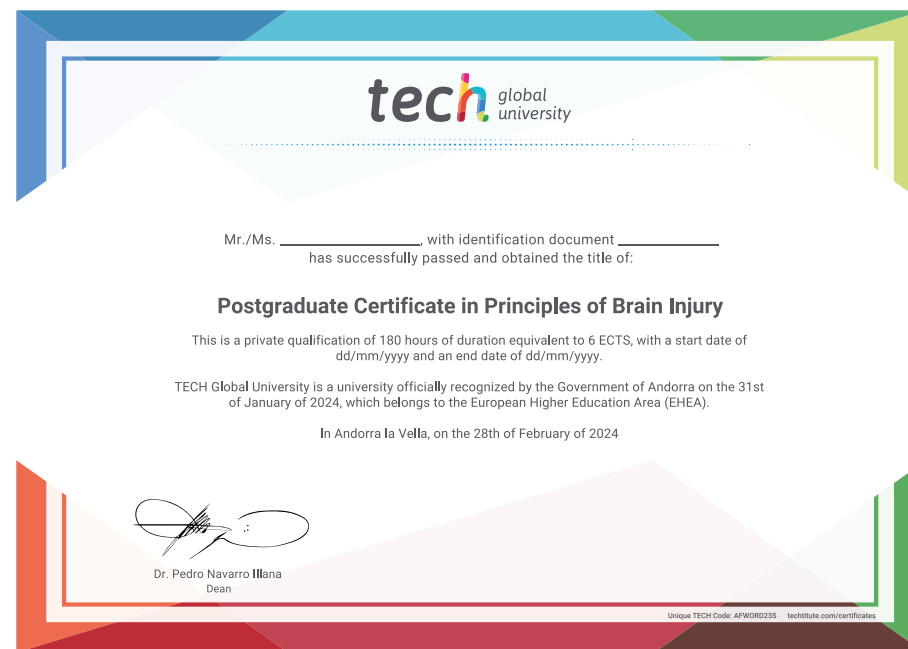 tech global
university
Mr./Ms. ____________________, with identification document ______________
has successfully passed and obtained the title of:
Postgraduate Certificate in Principles of Brain Injury
This is a private qualification of 180 hours of duration equivalent to 6 ECTS, with a start date of
dd/mm/yyyy and an end date of dd/mm/yyyy.
TECH Global University is a university officially recognized by the Government of Andorra on the 31st
of January of 2024, which belongs to the European Higher Education Area (EHEA).
In Andorra la Vella, on the 28th of February of 2024
Dr. Pedro Navarro Illana
Dean
Unique TECH Code: AFWORD23S techtitute.com/certificates